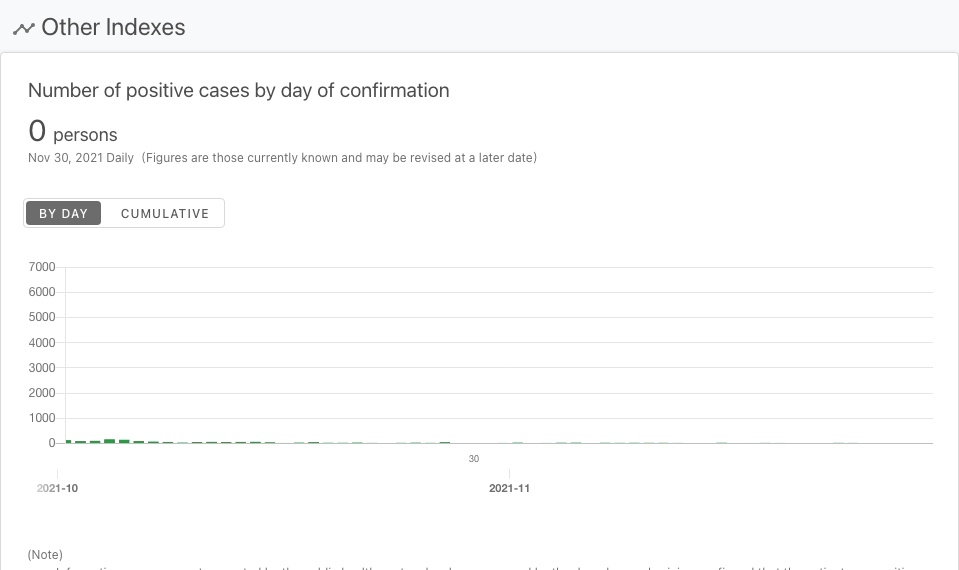 Other Indexes
Number of positive cases by day of confirmation
0 persons
Nov 30, 2021 Daily (Figures are those currently known and may be revised at a later date)
BY DAY CUMULATIVE
7000
6000
5000
4000
3000
2000
1000
0
30
2021-10 2021-11
(Note)